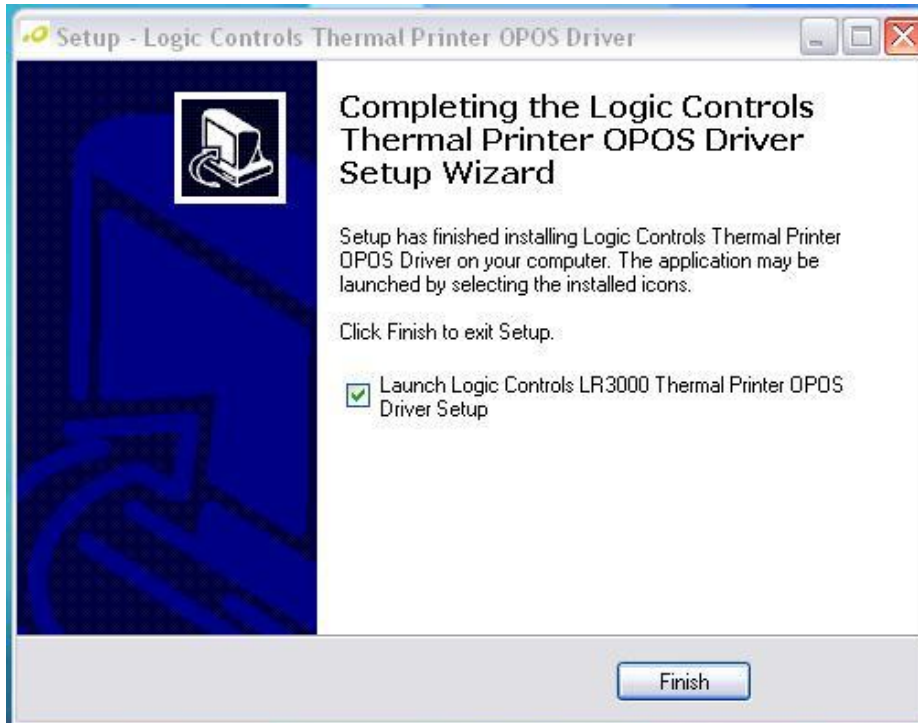 Setup - Logic Controls Thermal Printer OPOS Driver
Completing the Logic Controls
Thermal Printer OPOS Driver
Setup Wizard
Setup has finished installing Logic Controls Thermal Printer
OPOS Driver on your computer. The application may be
launched by selecting the installed icons.
Click Finish to exit Setup.
Launch Logic Controls LR3000 Thermal Printer OPOS
Driver Setup
Finish